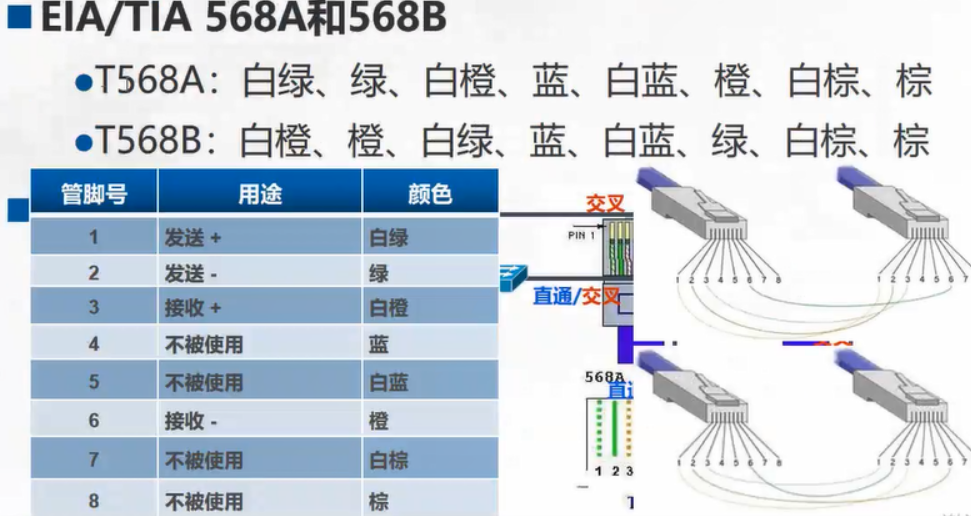 EIA/TIA 568A和568B
T568A：白绿、绿、白橙、蓝、白蓝、橙、白棕、棕
T568B：白橙、橙、白绿、蓝、白蓝、绿、白棕、棕
管脚号 用途 颜色
1 发送 + 白绿
2 发送 - 绿
3 接收 + 白橙
4 不被使用 蓝
5 不被使用 白蓝
6 接收 - 橙
7 不被使用 白棕
8 不被使用 棕
交叉
PIN 1
直通/交叉
568A
直
1 2 3
1 2 3 4 5 6 7 8
1 2 3 4 5 6 7
1 2 3 4 5 6 7 8
1 2 3 4 5 6 7